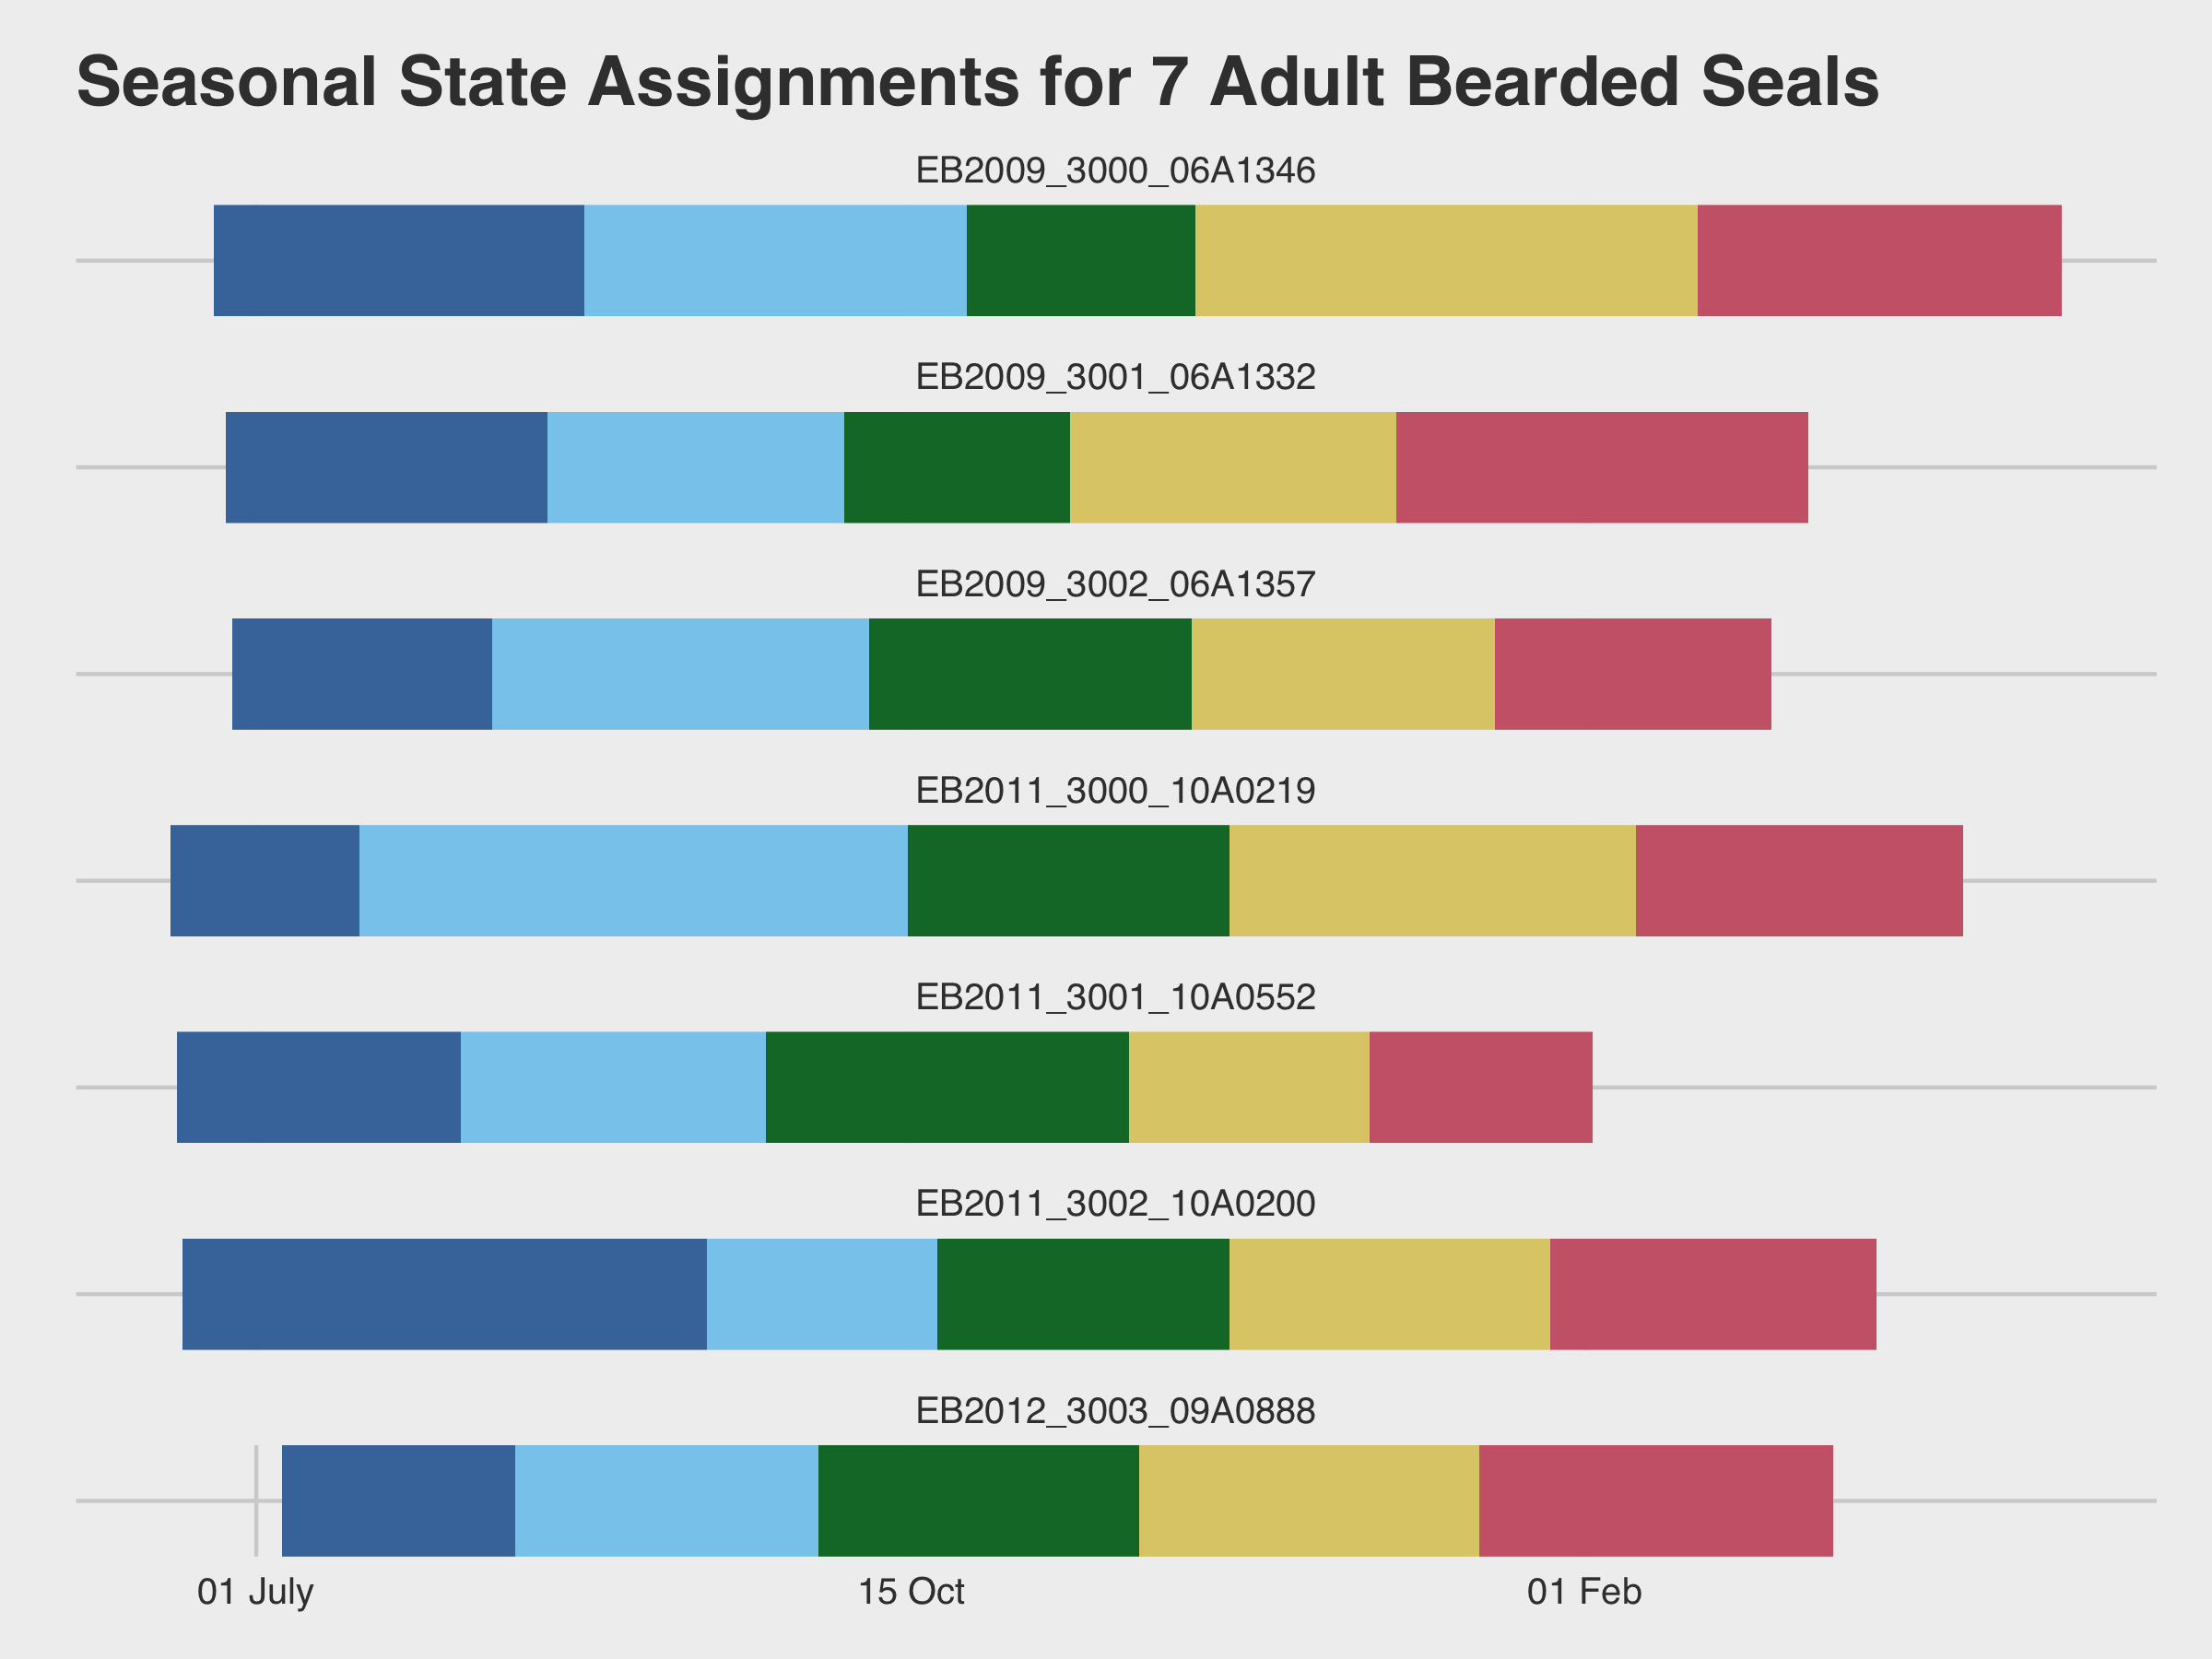 Seasonal State Assignments for 7 Adult Bearded Seals
EB2009_3000_06A1346
EB2009_3001_06A1332
EB2009_3002_06A1357
EB2011_3000_10A0219
EB2011_3001_10A0552
EB2011_3002_10A0200
EB2012_3003_09A0888
01 July 15 Oct 01 Feb